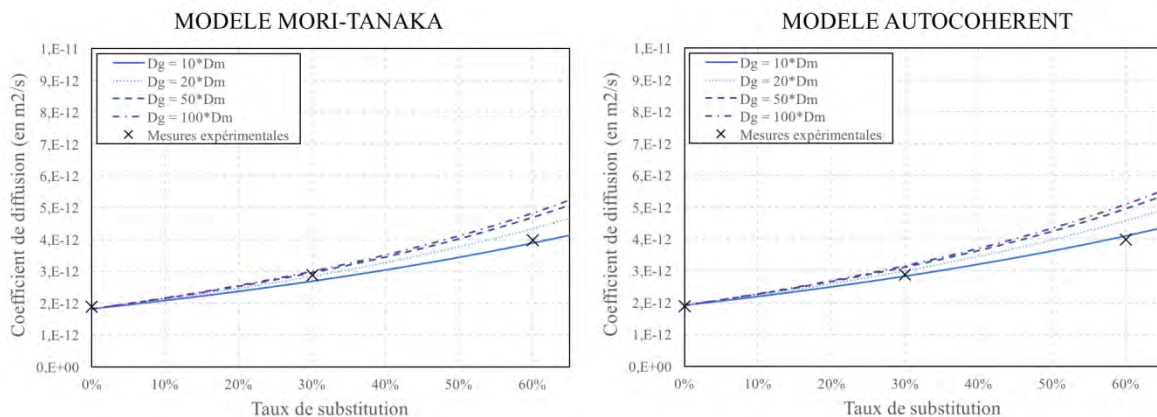 MODELE MORI-TANAKA
Coefficient de diffusion (en m2/s)
1,E-11
9,E-12
8,E-12
7,E-12
6,E-12
5,E-12
4,E-12
3,E-12
2,E-12
1,E-12
0,E+00
Dg = 10*Dm
Dg = 20*Dm
Dg = 50*Dm
Dg = 100*Dm
Mesures expérimentales
0% 10% 20% 30% 40% 50% 60%
Taux de substitution
MODELE AUTOCOHERENT
Coefficient de diffusion (en m2/s)
1,E-11
9,E-12
8,E-12
7,E-12
6,E-12
5,E-12
4,E-12
3,E-12
2,E-12
1,E-12
0,E+00
Dg = 10*Dm
Dg = 20*Dm
Dg = 50*Dm
Dg = 100*Dm
Mesures expérimentales
0% 10% 20% 30% 40% 50% 60%
Taux de substitution